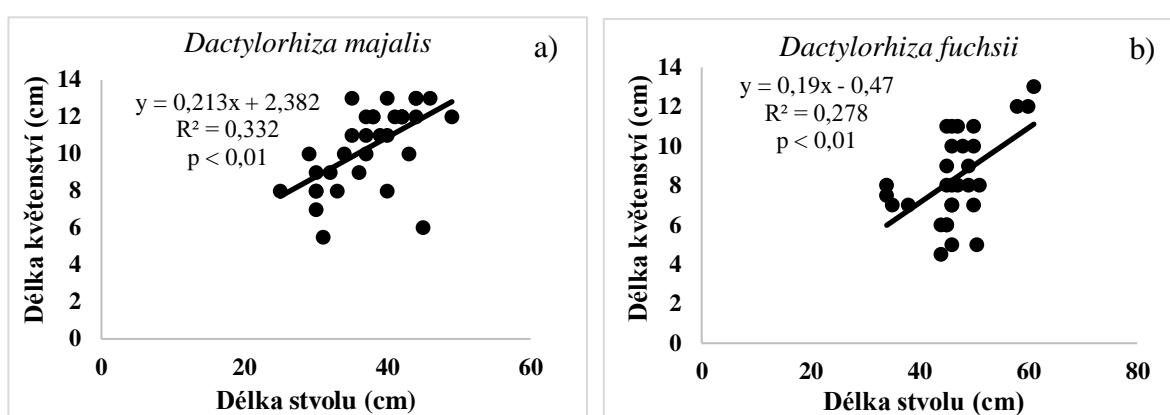 Dactylorhiza majalis
a)
y = 0,213x + 2,382
R² = 0,332
p < 0,01
Délka květenství (cm)
14
12
10
8
6
4
2
0
0
20
40
60
Délka stvolu (cm)
Dactylorhiza fuchsii
b)
y = 0,19x - 0,47
R² = 0,278
p < 0,01
Délka květenství (cm)
14
12
10
8
6
4
2
0
0
20
40
60
80
Délka stvolu (cm)